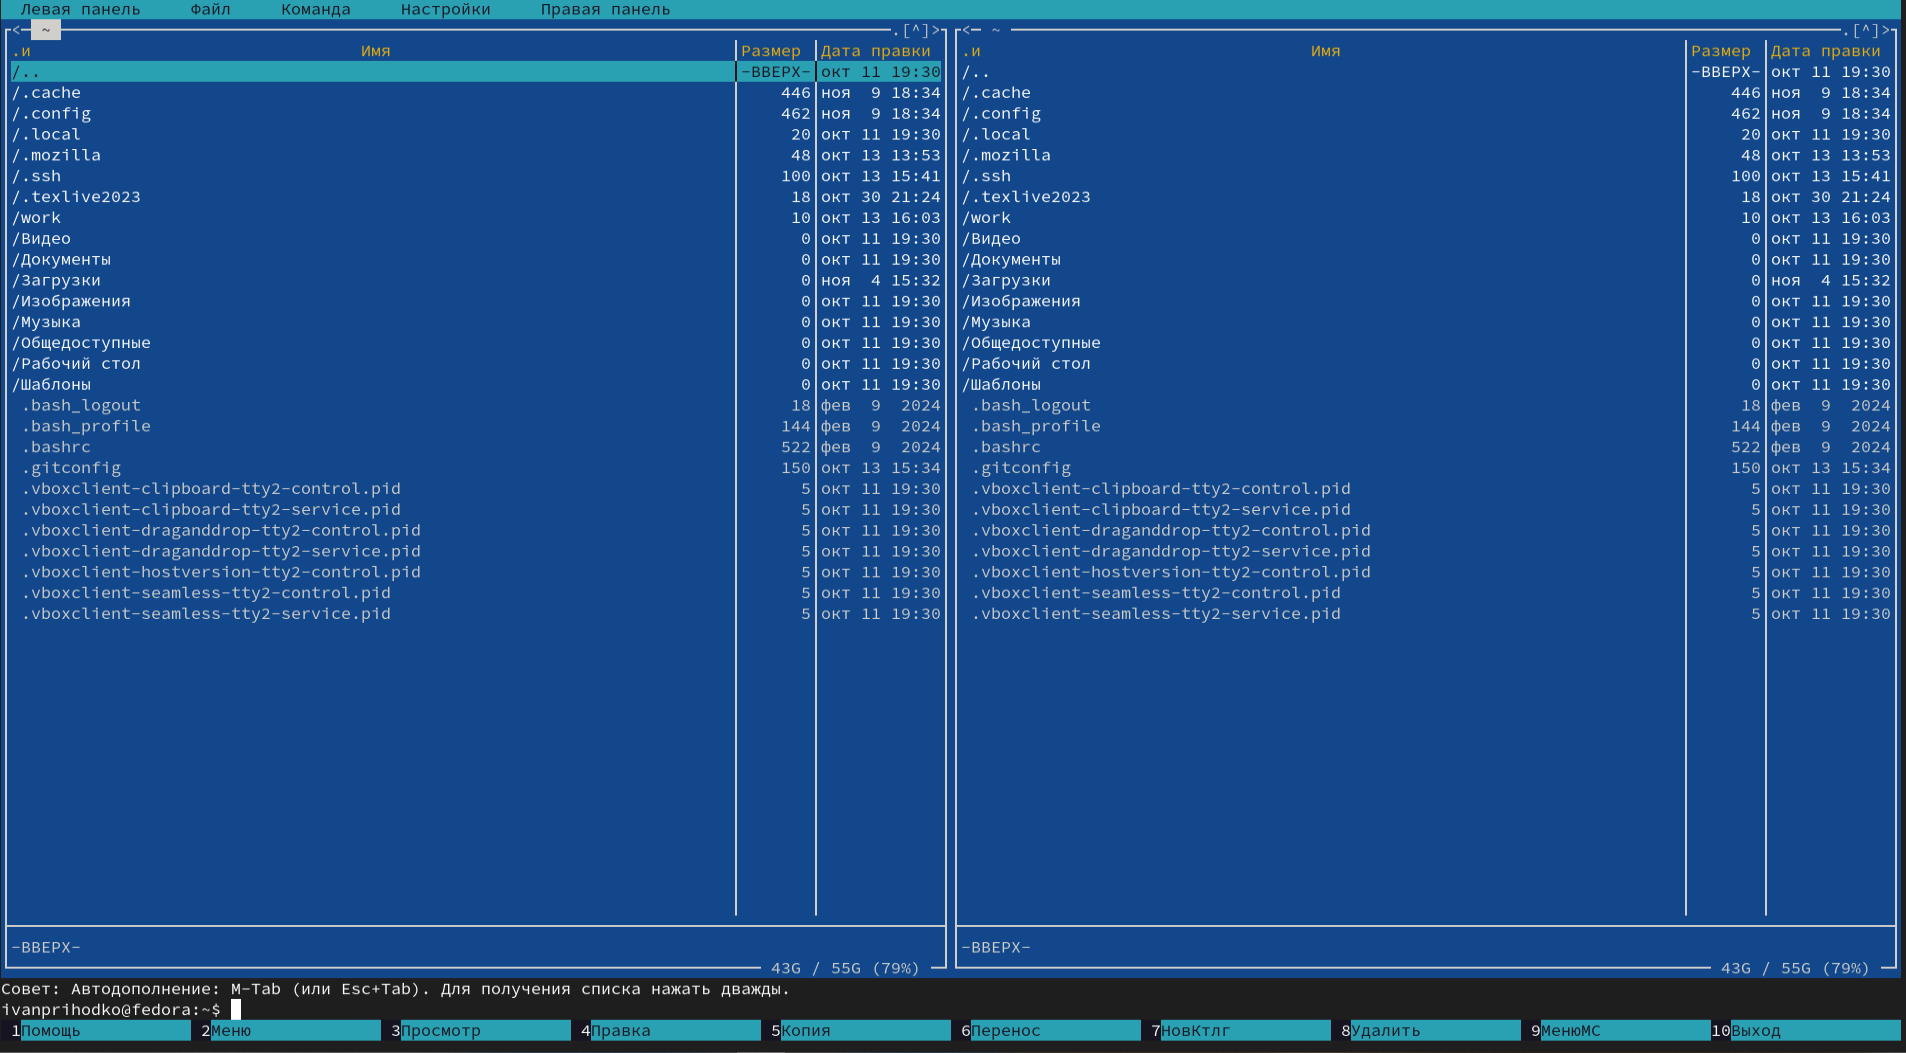 Левая панель Файл Команда Настройки Правая панель
<─ ~ .[^]> <─ ~ .[^]>
.и Имя Размер Дата правки .и Имя Размер Дата правки
/.. -ВВЕРХ- окт 11 19:30 /.. -ВВЕРХ- окт 11 19:30
/.cache 446 ноя 9 18:34 /.cache 446 ноя 9 18:34
/.config 462 ноя 9 18:34 /.config 462 ноя 9 18:34
/.local 20 окт 11 19:30 /.local 20 окт 11 19:30
/.mozilla 48 окт 13 13:53 /.mozilla 48 окт 13 13:53
/.ssh 100 окт 13 15:41 /.ssh 100 окт 13 15:41
/.texlive2023 18 окт 30 21:24 /.texlive2023 18 окт 30 21:24
/work 10 окт 13 16:03 /work 10 окт 13 16:03
/Видео 0 окт 11 19:30 /Видео 0 окт 11 19:30
/Документы 0 окт 11 19:30 /Документы 0 окт 11 19:30
/Загрузки 0 ноя 4 15:32 /Загрузки 0 ноя 4 15:32
/Изображения 0 окт 11 19:30 /Изображения 0 окт 11 19:30
/Музыка 0 окт 11 19:30 /Музыка 0 окт 11 19:30
/Общедоступные 0 окт 11 19:30 /Общедоступные 0 окт 11 19:30
/Рабочий стол 0 окт 11 19:30 /Рабочий стол 0 окт 11 19:30
/Шаблоны 0 окт 11 19:30 /Шаблоны 0 окт 11 19:30
.bash_logout 18 фев 9 2024 .bash_logout 18 фев 9 2024
.bash_profile 144 фев 9 2024 .bash_profile 144 фев 9 2024
.bashrc 522 фев 9 2024 .bashrc 522 фев 9 2024
.gitconfig 150 окт 13 15:34 .gitconfig 150 окт 13 15:34
.vboxclient-clipboard-tty2-control.pid 5 окт 11 19:30 .vboxclient-clipboard-tty2-control.pid 5 окт 11 19:30
.vboxclient-clipboard-tty2-service.pid 5 окт 11 19:30 .vboxclient-clipboard-tty2-service.pid 5 окт 11 19:30
.vboxclient-draganddrop-tty2-control.pid 5 окт 11 19:30 .vboxclient-draganddrop-tty2-control.pid 5 окт 11 19:30
.vboxclient-draganddrop-tty2-service.pid 5 окт 11 19:30 .vboxclient-draganddrop-tty2-service.pid 5 окт 11 19:30
.vboxclient-hostversion-tty2-control.pid 5 окт 11 19:30 .vboxclient-hostversion-tty2-control.pid 5 окт 11 19:30
.vboxclient-seamless-tty2-control.pid 5 окт 11 19:30 .vboxclient-seamless-tty2-control.pid 5 окт 11 19:30
.vboxclient-seamless-tty2-service.pid 5 окт 11 19:30 .vboxclient-seamless-tty2-service.pid 5 окт 11 19:30
-ВВЕРХ- -ВВЕРХ-
43G / 55G (79%) 43G / 55G (79%)
Совет: Автодополнение: M-Tab (или Esc+Tab). Для получения списка нажать дважды.
ivanprihodko@fedora:~$
1Помощь 2Меню 3Просмотр 4Правка 5Копия 6Перенос 7НовКтлг 8Удалить 9МенюMC 10Выход